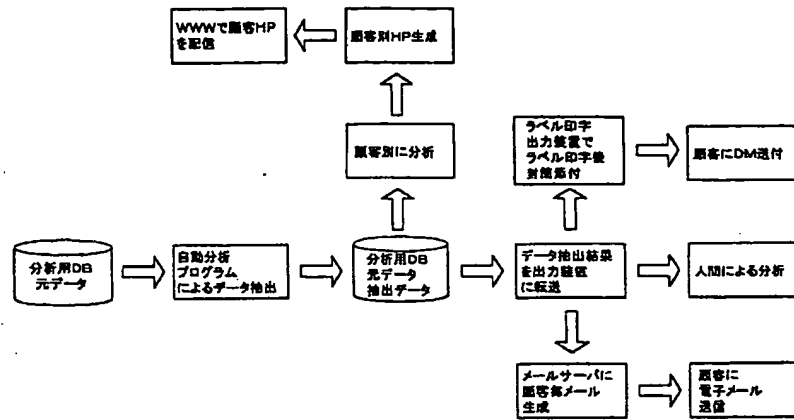 WWWで顧客HP
を配信
顧客別HP生成
顧客別に分析
ラベル印字
出力装置で
ラベル印字後
封筒添付
顧客にDM送付
分析用DB
元データ
自動分析
プログラム
によるデータ抽出
分析用DB
元データ
抽出データ
データ抽出結果
を出力装置
に転送
人間による分析
メールサーバに
顧客毎メール
生成
顧客に
電子メール
送信